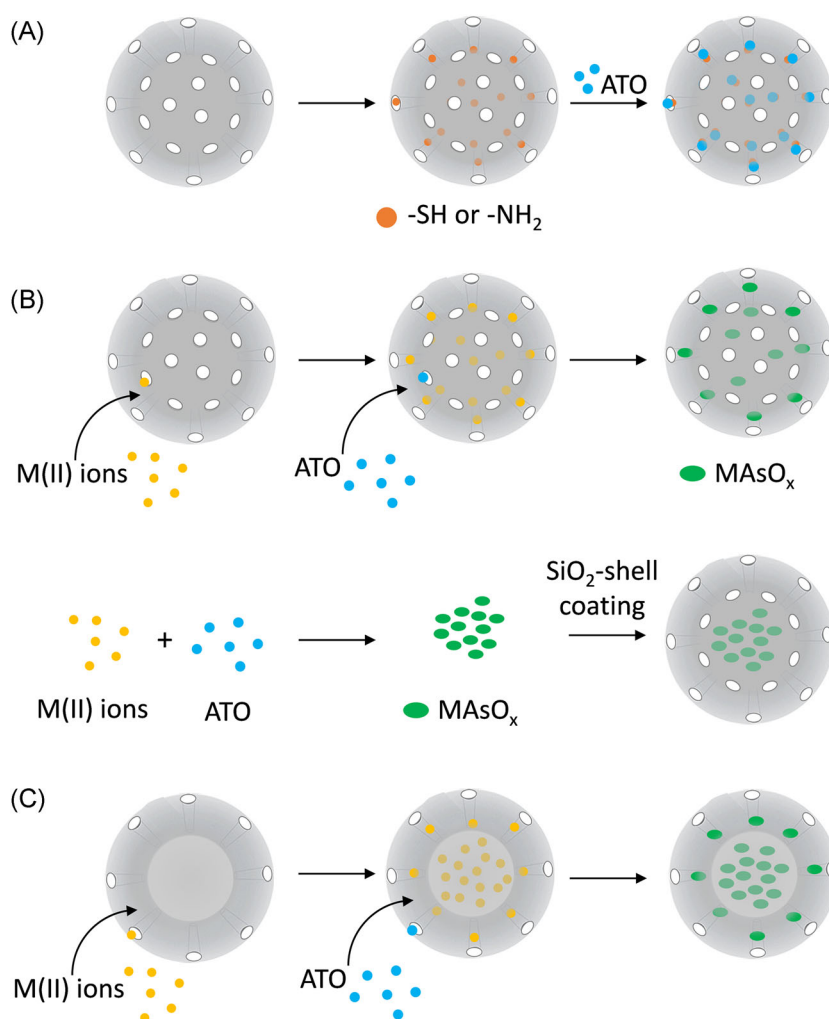 (A)
ATO
-SH or -NH₂
(B)
M(II) ions
ATO
MAsOₓ
SiO₂-shell
coating
+
M(II) ions
ATO
MAsOₓ
(C)
M(II) ions
ATO